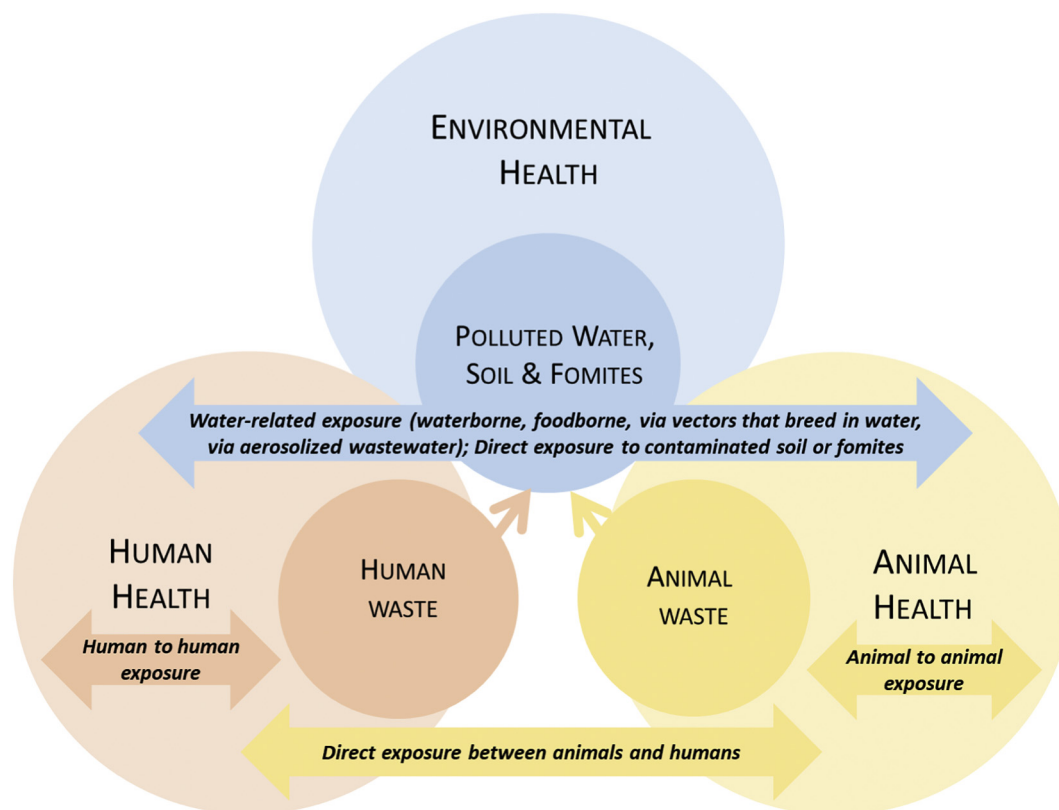 ENVIRONMENTAL
HEALTH
POLLUTED WATER,
SOIL & FOMITES
Water-related exposure (waterborne, foodborne, via vectors that breed in water,
via aerosolized wastewater); Direct exposure to contaminated soil or fomites
HUMAN
HEALTH
Human to human
exposure
HUMAN
WASTE
ANIMAL
WASTE
ANIMAL
HEALTH
Animal to animal
exposure
Direct exposure between animals and humans